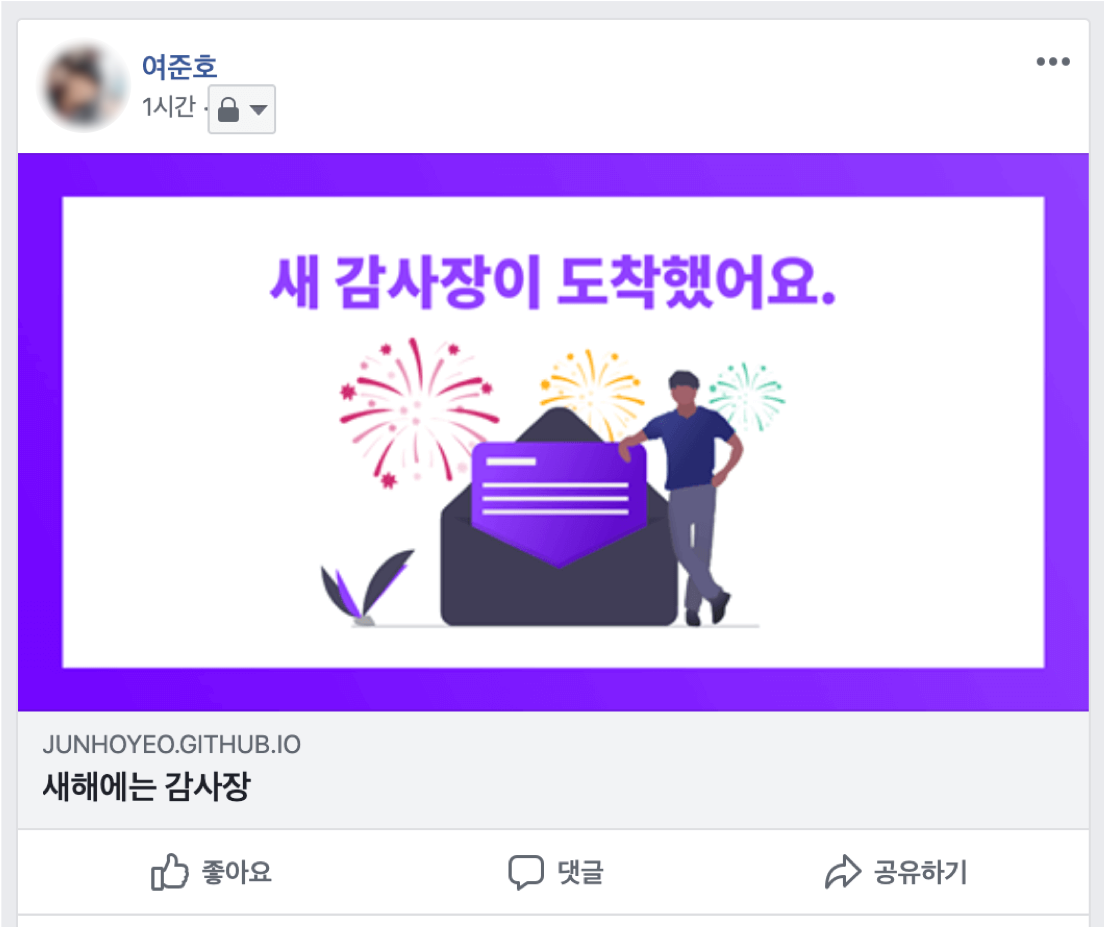 여준호
1시간 ·
새 감사장이 도착했어요.
JUNHOYEO.GITHUB.IO
새해에는 감사장
좋아요
댓글
공유하기